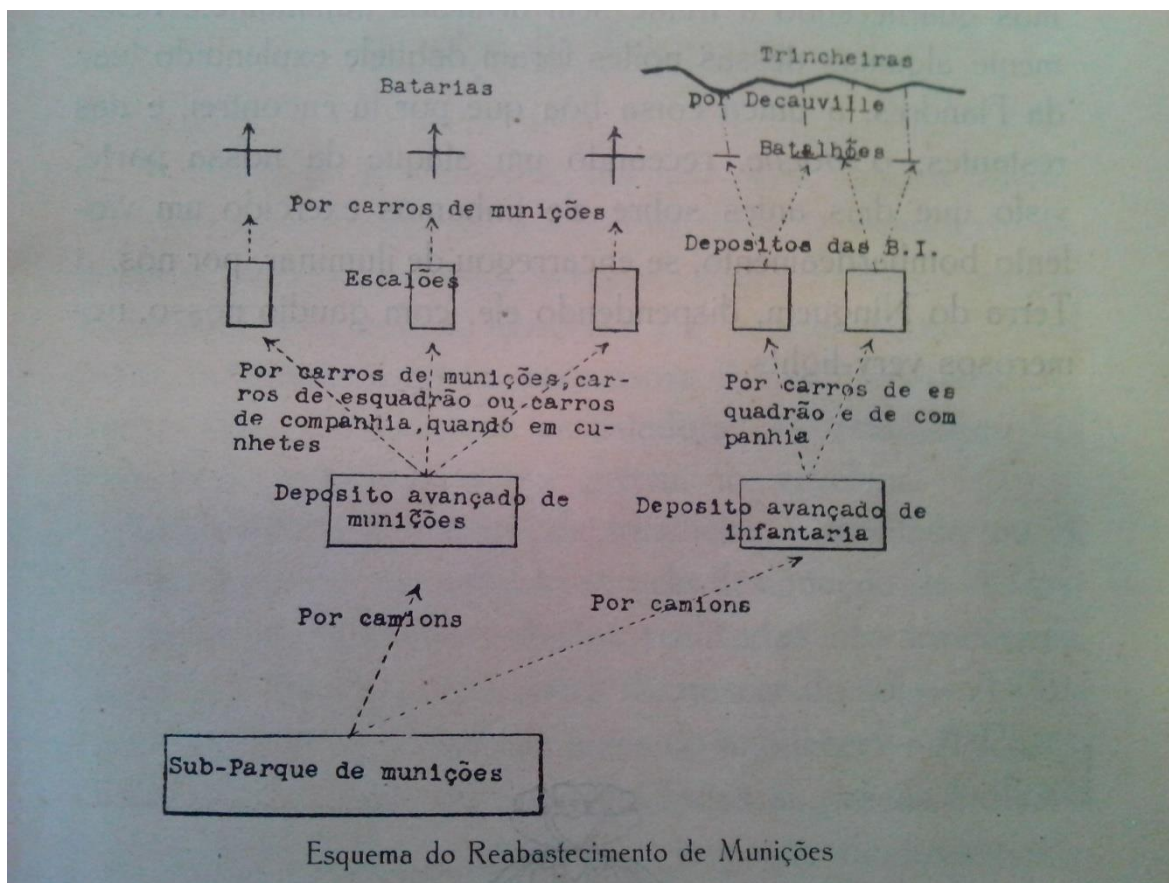 Trincheiras
Batarias
por Decauville
Batalhões
Por carros de munições
Depositos das B.I.
Escalões
Por carros de munições,car-
ros de esquadrão ou carros
de companhia,quando em cu-
nhetes
Por carros de es
quadrão e de com
panhia
Deposito avançado de
munições
Deposito avançado de
infantaria
Por camions
Por camions
Sub-Parque de munições
Esquema do Reabastecimento de Munições